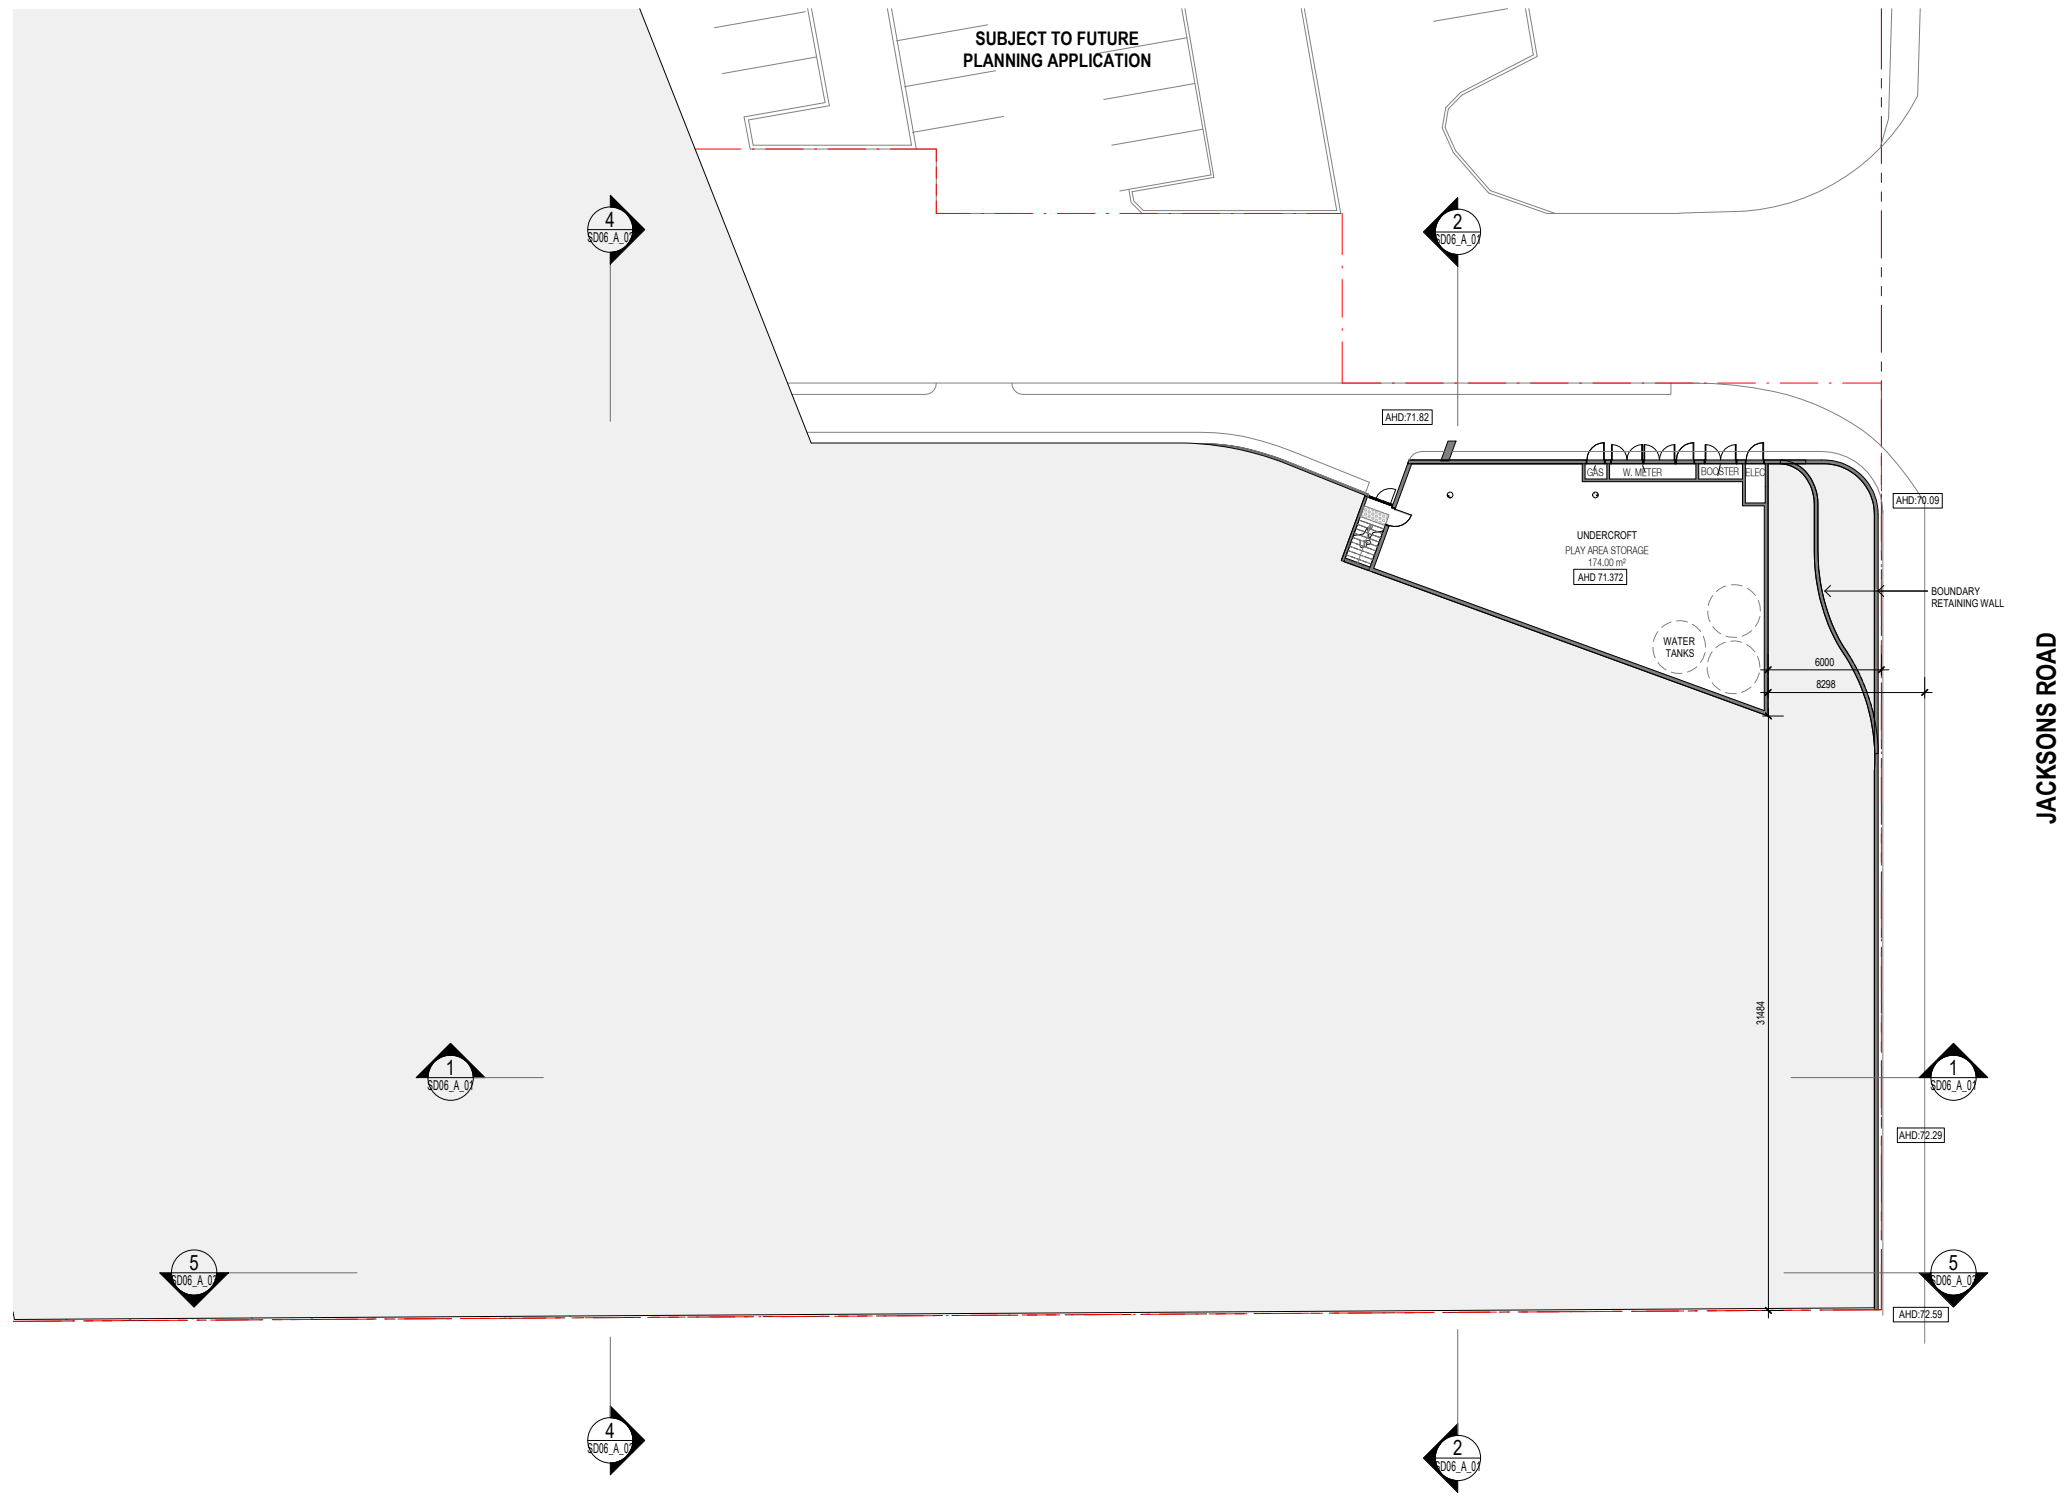 SUBJECT TO FUTURE
PLANNING APPLICATION
4
2
SD06_A_01
AHD:71.82
GAS
W. METER
BOOSTER
ELEC
AHD:70.09
UP
UNDERCROFT
PLAY AREA STORAGE
174.00 m²
AHD 71.372
BOUNDARY
RETAINING WALL
WATER
TANKS
6000
8298
JACKSONS ROAD
31484
1
SD06_A_01
1
SD06_A_01
AHD:72.29
5
5
AHD:72.59
4
2
SD06_A_01